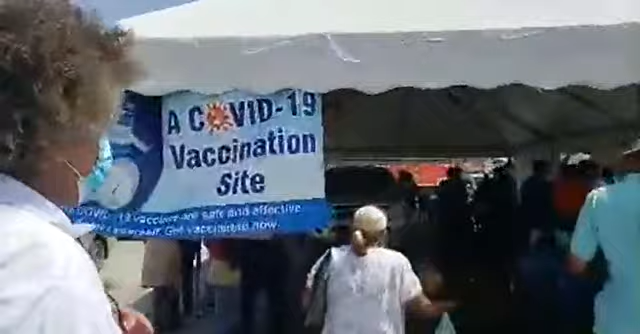 A COVID-19
Vaccination
Site
COVID-19 vaccines are safe and effective.
Get vaccinated now.